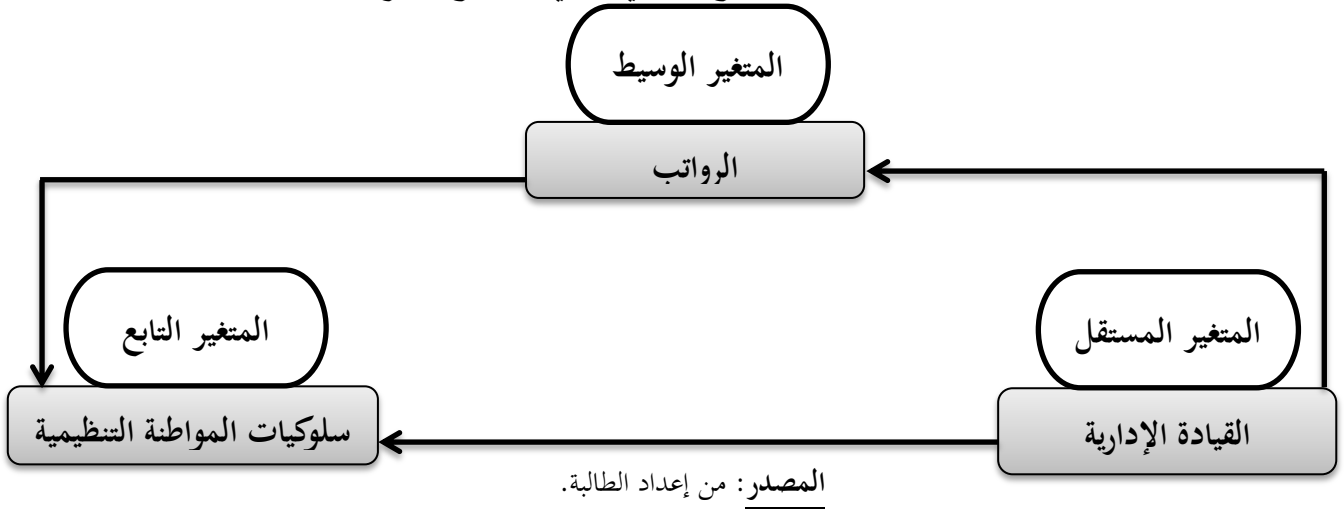 المتغير الوسيط
الرواتب
المتغير المستقل
القيادة الإدارية
المتغير التابع
سلوكيات المواطنة التنظيمية
المصدر: من إعداد الطالبة.